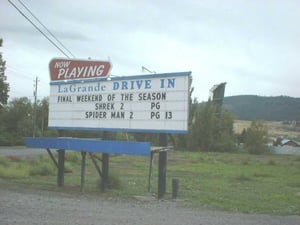 NOW
PLAYING
LaGrande DRIVE IN
FINAL WEEKEND OF THE SEASON
SHREK 2 PG
SPIDER MAN 2 PG 13